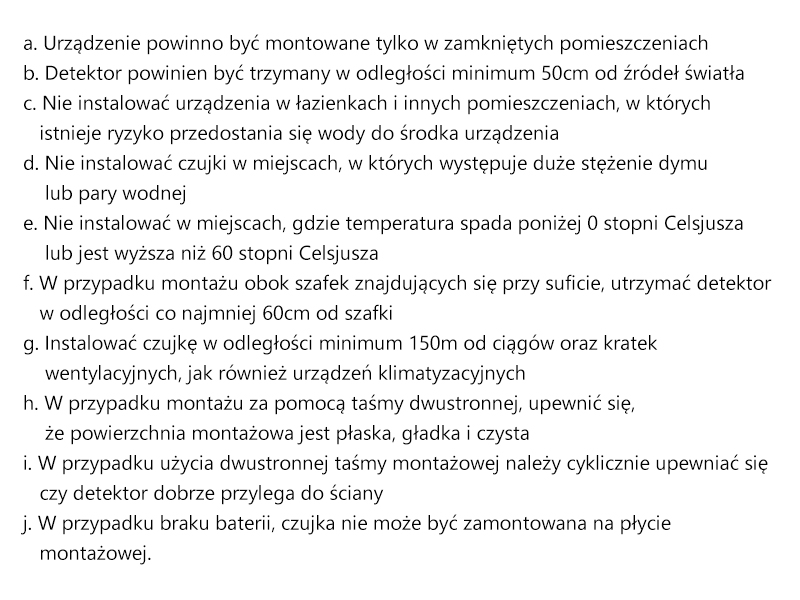 a. Urządzenie powinno być montowane tylko w zamkniętych pomieszczeniach
b. Detektor powinien być trzymany w odległości minimum 50cm od źródeł światła
c. Nie instalować urządzenia w łazienkach i innych pomieszczeniach, w których
istnieje ryzyko przedostania się wody do środka urządzenia
d. Nie instalować czujki w miejscach, w których występuje duże stężenie dymu
lub pary wodnej
e. Nie instalować w miejscach, gdzie temperatura spada poniżej 0 stopni Celsjusza
lub jest wyższa niż 60 stopni Celsjusza
f. W przypadku montażu obok szafek znajdujących się przy suficie, utrzymać detektor
w odległości co najmniej 60cm od szafki
g. Instalować czujkę w odległości minimum 150m od ciągów oraz kratek
wentylacyjnych, jak również urządzeń klimatyzacyjnych
h. W przypadku montażu za pomocą taśmy dwustronnej, upewnić się,
że powierzchnia montażowa jest płaska, gładka i czysta
i. W przypadku użycia dwustronnej taśmy montażowej należy cyklicznie upewniać się
czy detektor dobrze przylega do ściany
j. W przypadku braku baterii, czujka nie może być zamontowana na płycie
montażowej.